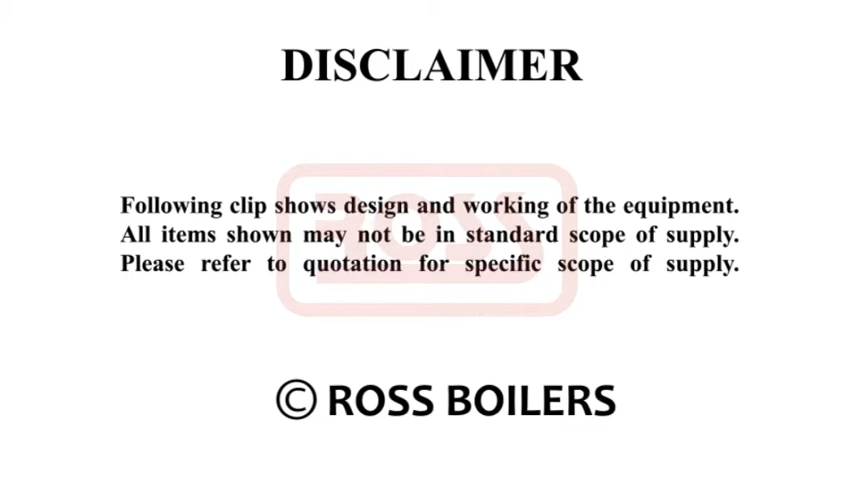 DISCLAIMER
ROSS
Following clip shows design and working of the equipment.
All items shown may not be in standard scope of supply.
Please refer to quotation for specific scope of supply.
© ROSS BOILERS